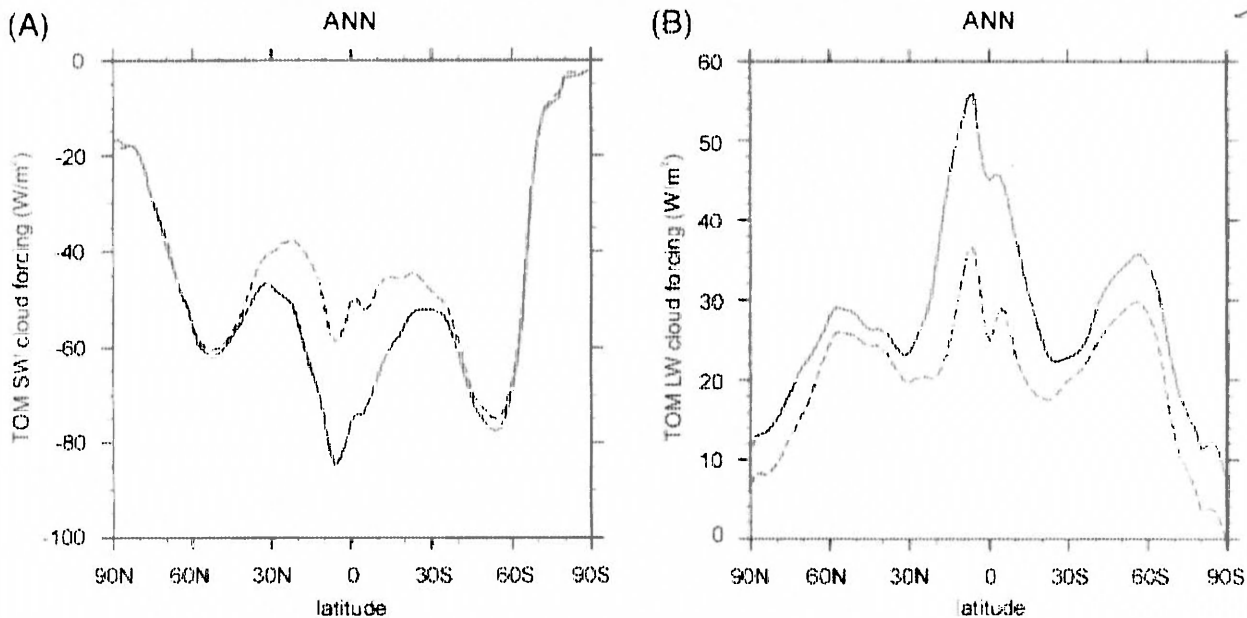 (A)
ANN
0
-20
-40
-60
-80
-100
TOM SW cloud forcing (W/m²)
90N 60N 30N 0 30S 60S 90S
latitude
(B)
ANN
60
50
40
30
20
10
0
TOM LW cloud forcing (W/m²)
90N 60N 30N 0 30S 60S 90S
latitude